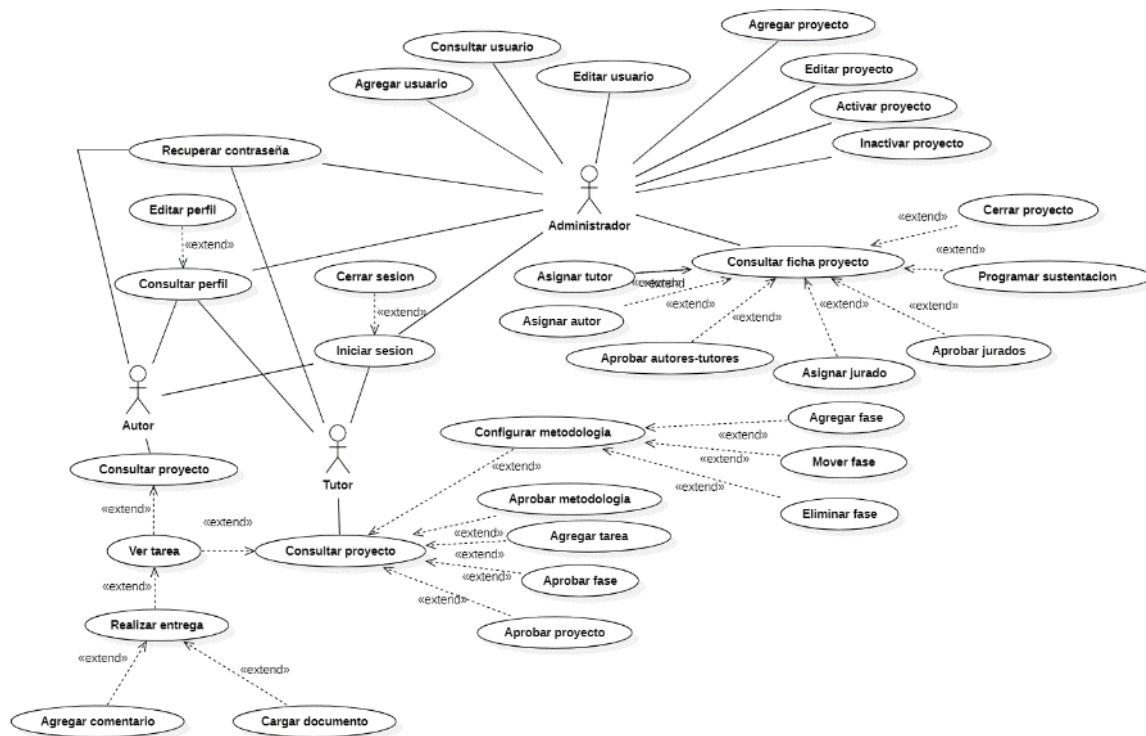 Agregar proyecto
Consultar usuario
Editar usuario
Editar proyecto
Agregar usuario
Activar proyecto
Inactivar proyecto
Recuperar contraseña
Administrador
Editar perfil
«extend»
Cerrar proyecto
«extend»
Consultar perfil
Cerrar sesion
«extend»
Asignar tutor
«extend»
Consultar ficha proyecto
«extend»
Programar sustentacion
Asignar autor
«extend»
«extend»
«extend»
«extend»
Iniciar sesion
Aprobar autores-tutores
Asignar jurado
Aprobar jurados
Autor
Tutor
Configurar metodologia
Agregar fase
«extend»
Mover fase
«extend»
Eliminar fase
«extend»
Consultar proyecto
«extend»
«extend»
«extend»
Aprobar metodologia
«extend»
Agregar tarea
Ver tarea
Consultar proyecto
«extend»
Aprobar fase
«extend»
Aprobar proyecto
«extend»
Realizar entrega
«extend»
«extend»
Agregar comentario
Cargar documento